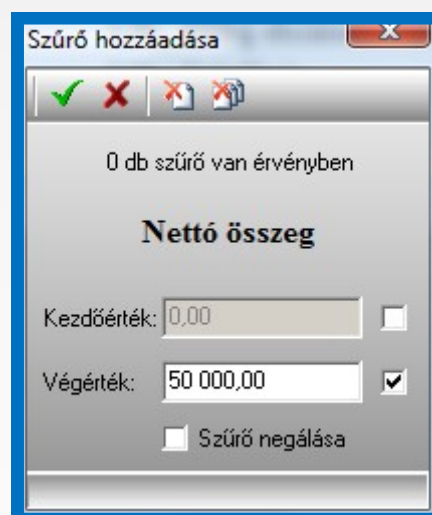 Szűrő hozzáadása
0 db szűrő van érvényben
Nettó összeg
Kezdőérték: 0,00
Végérték: 50 000,00
Szűrő negálása